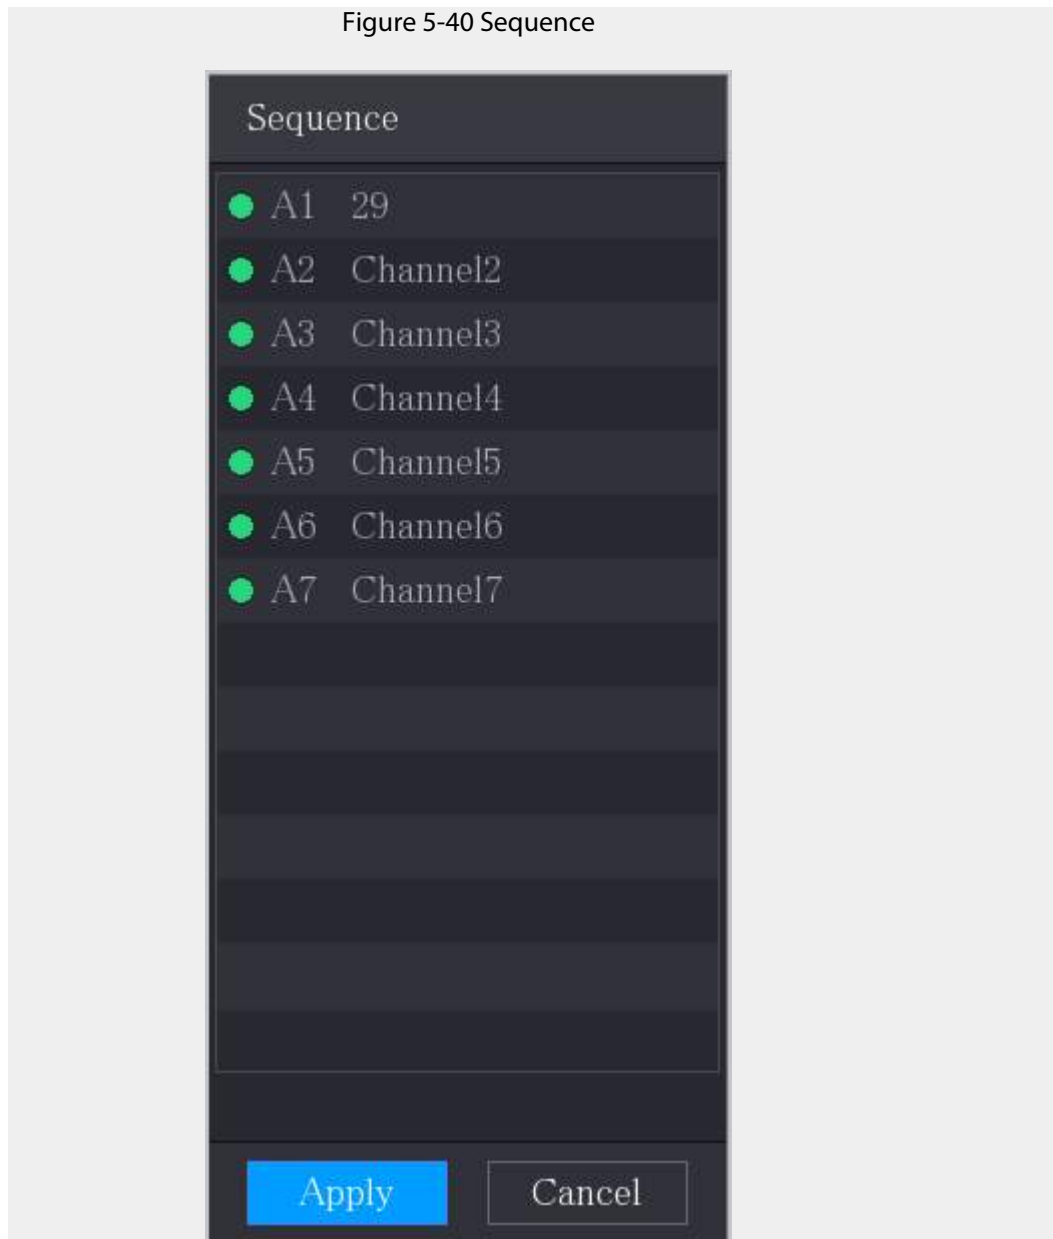 Figure 5-40 Sequence
Sequence
A1 29
A2 Channel2
A3 Channel3
A4 Channel4
A5 Channel5
A6 Channel6
A7 Channel7
Apply Cancel